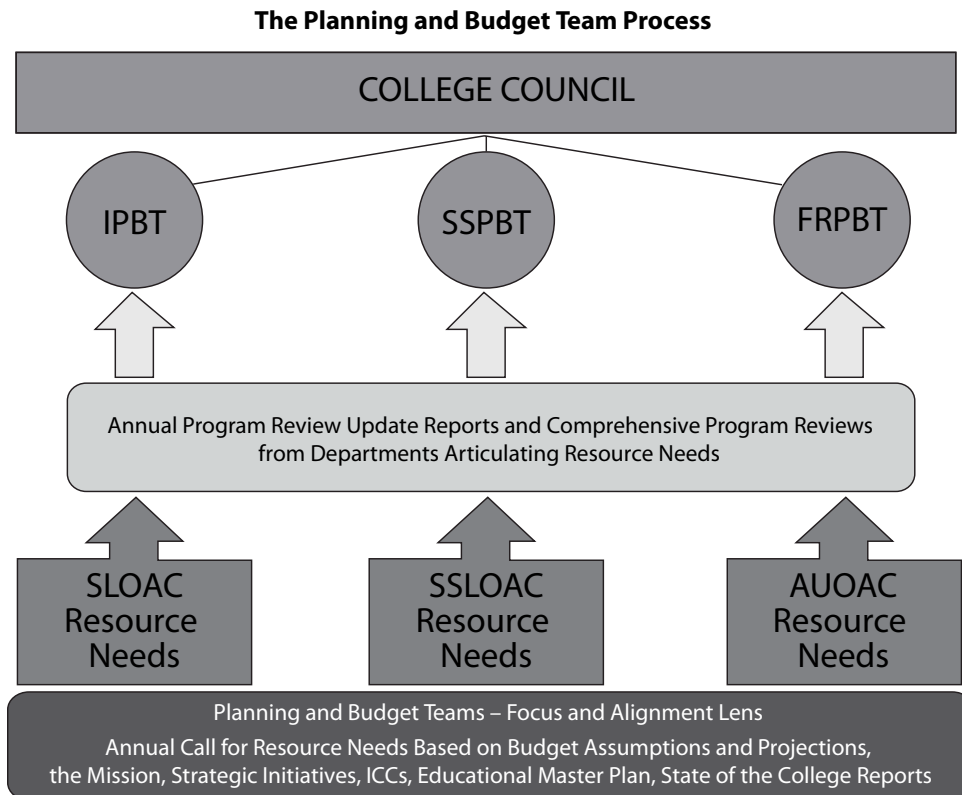 The Planning and Budget Team Process
COLLEGE COUNCIL
IPBT
SSPBT
FRPBT
Annual Program Review Update Reports and Comprehensive Program Reviews
from Departments Articulating Resource Needs
SLOAC
Resource
Needs
SSLOAC
Resource
Needs
AUOAC
Resource
Needs
Planning and Budget Teams – Focus and Alignment Lens
Annual Call for Resource Needs Based on Budget Assumptions and Projections,
the Mission, Strategic Initiatives, ICCs, Educational Master Plan, State of the College Reports